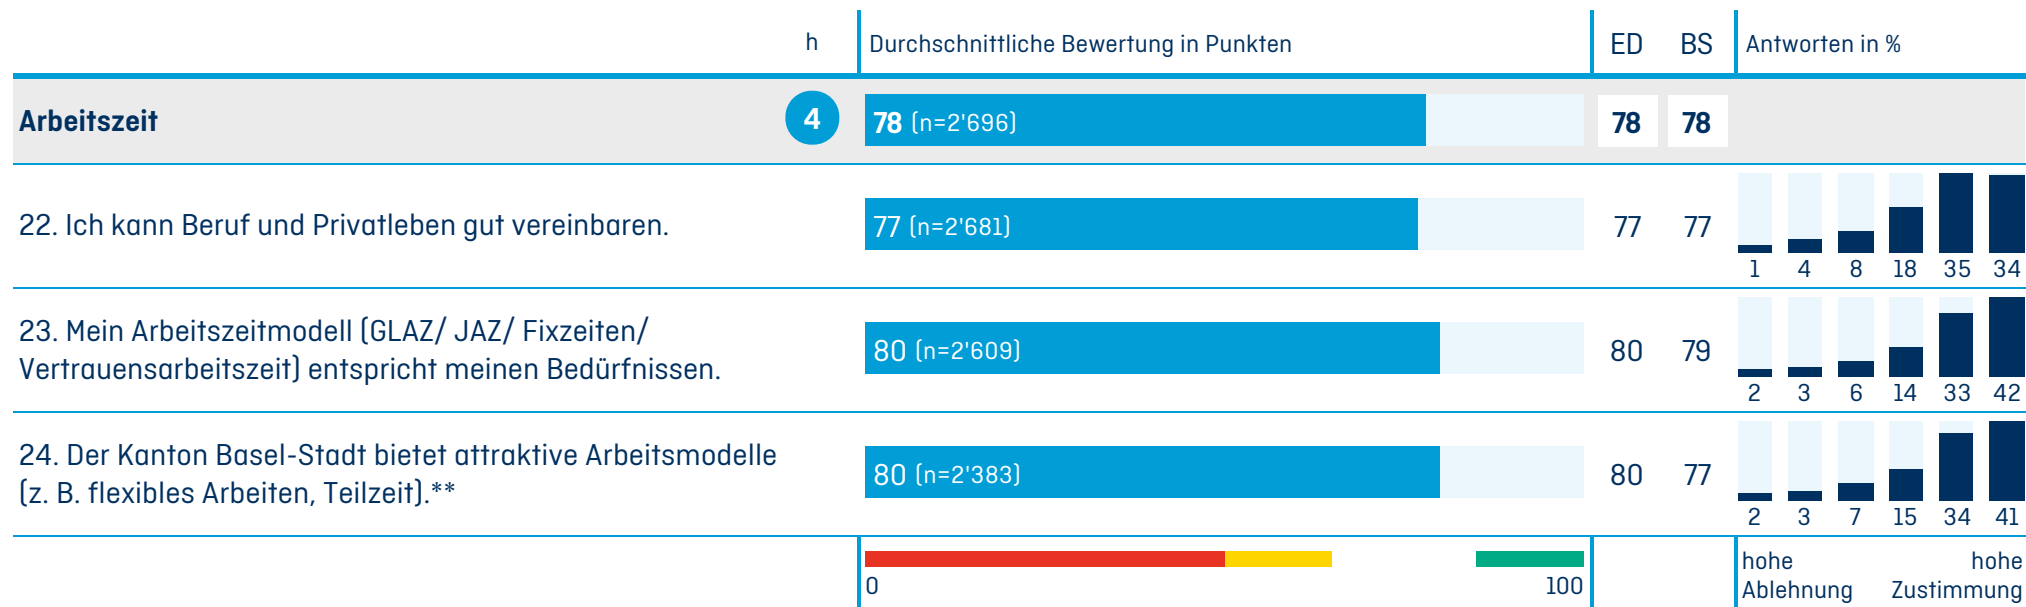 h Durchschnittliche Bewertung in Punkten ED BS Antworten in %
Arbeitszeit 4 78 (n=2'696) 78 78
22. Ich kann Beruf und Privatleben gut vereinbaren. 77 (n=2'681) 77 77
1 4 8 18 35 34
23. Mein Arbeitszeitmodell (GLAZ/ JAZ/ Fixzeiten/
Vertrauensarbeitszeit) entspricht meinen Bedürfnissen. 80 (n=2'609) 80 79
2 3 6 14 33 42
24. Der Kanton Basel-Stadt bietet attraktive Arbeitsmodelle
(z. B. flexibles Arbeiten, Teilzeit).** 80 (n=2'383) 80 77
2 3 7 15 34 41
0 100
hohe Ablehnung hohe Zustimmung